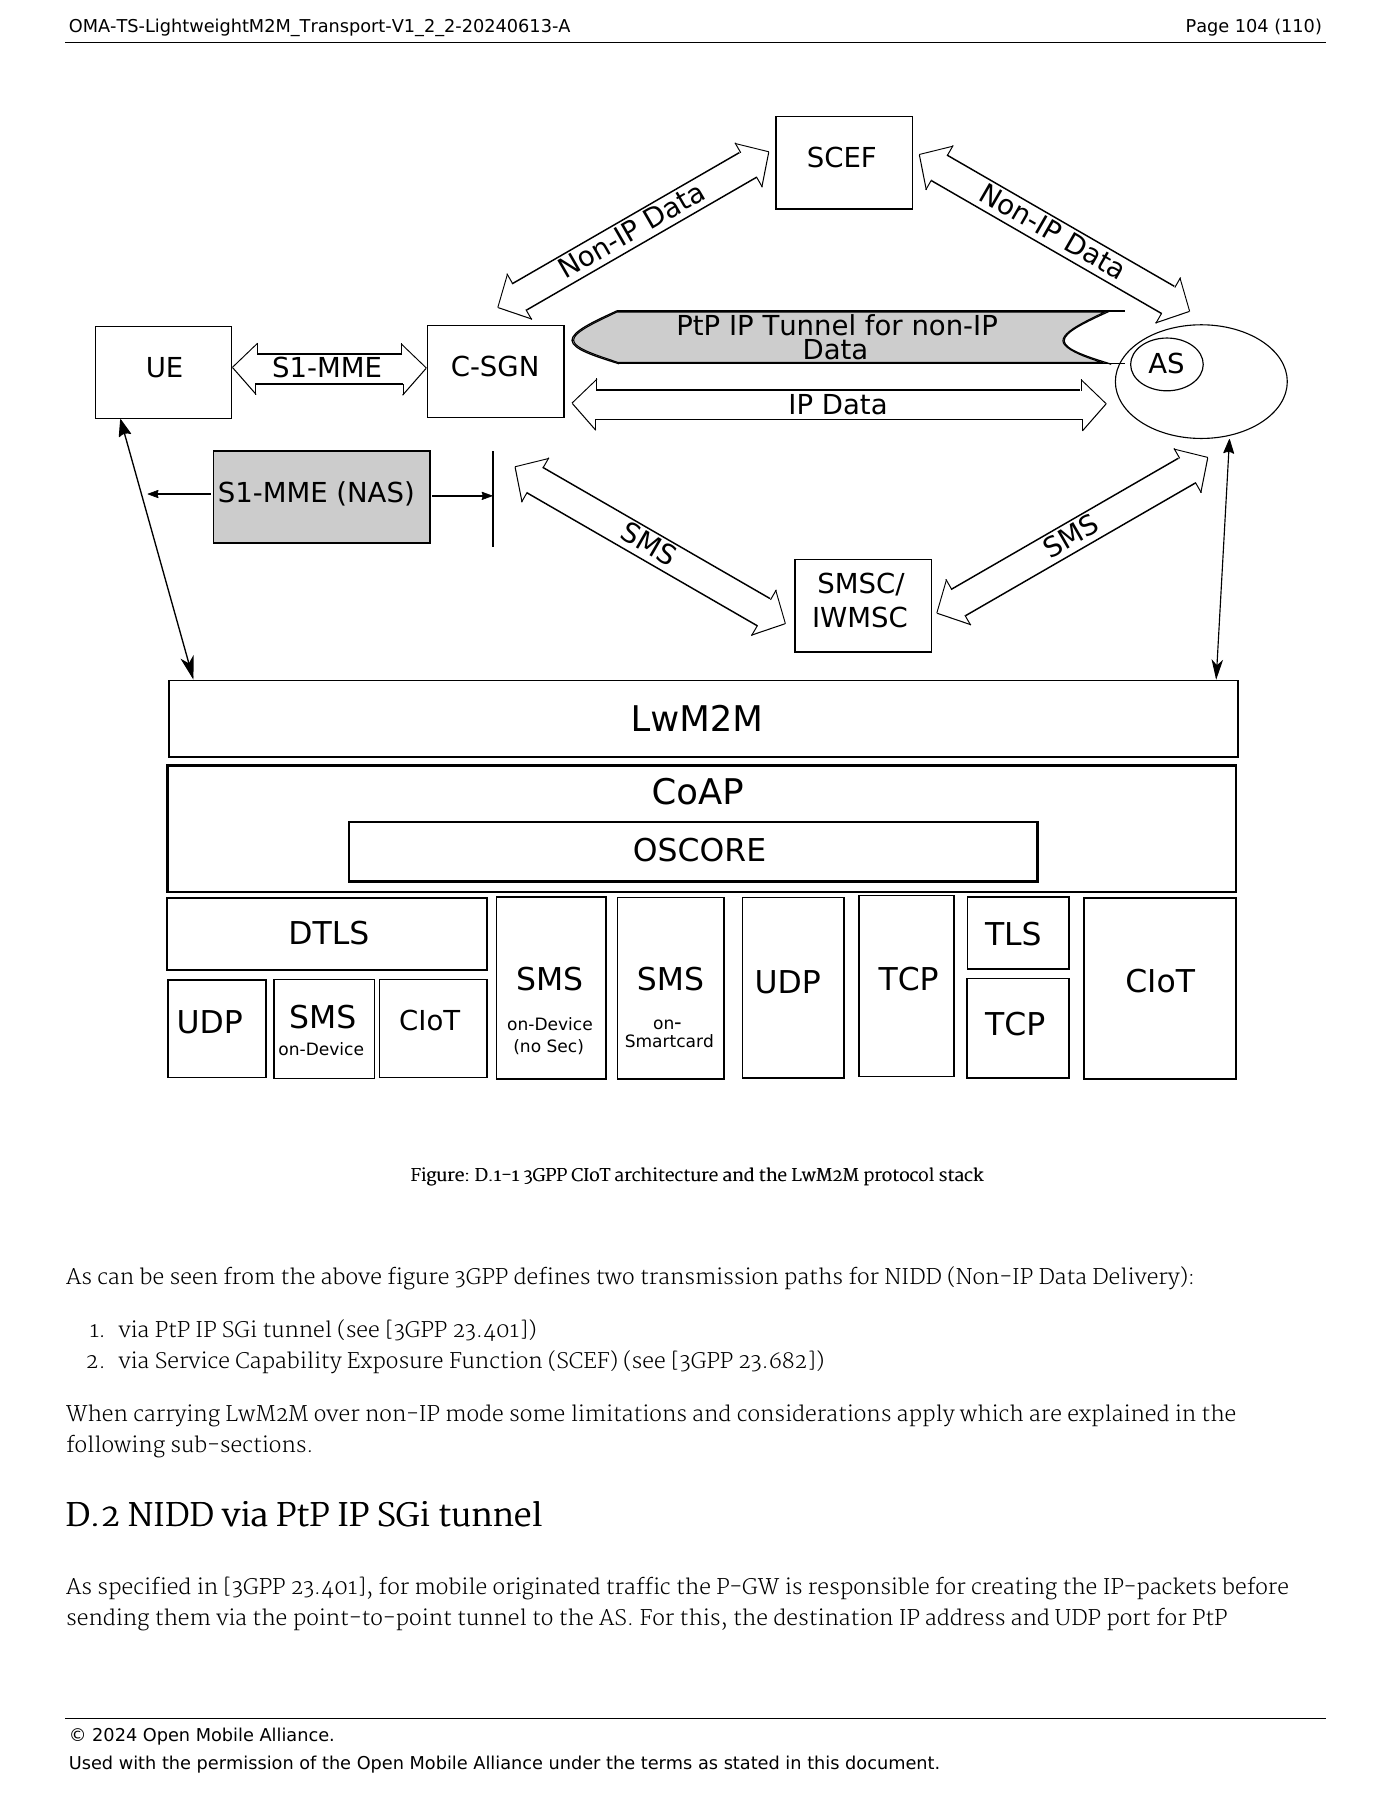 OMA-TS-LightweightM2M_Transport-V1_2_2-20240613-A
Page 104 (110)
SCEF
Non-IP Data
Non-IP Data
PtP IP Tunnel for non-IP
Data
UE
S1-MME
C-SGN
AS
IP Data
S1-MME (NAS)
SMS
SMS
SMSC/
IWMSC
LwM2M
CoAP
OSCORE
DTLS
UDP
SMS
on-Device
CIoT
SMS
on-Device
(no Sec)
SMS
on-
Smartcard
UDP
TCP
TLS
TCP
CIoT
Figure: D.1-1 3GPP CIoT architecture and the LwM2M protocol stack
As can be seen from the above figure 3GPP defines two transmission paths for NIDD (Non-IP Data Delivery):
1. via PtP IP SGi tunnel (see [3GPP 23.401])
2. via Service Capability Exposure Function (SCEF) (see [3GPP 23.682])
When carrying LwM2M over non-IP mode some limitations and considerations apply which are explained in the
following sub-sections.
D.2 NIDD via PtP IP SGi tunnel
As specified in [3GPP 23.401], for mobile originated traffic the P-GW is responsible for creating the IP-packets before
sending them via the point-to-point tunnel to the AS. For this, the destination IP address and UDP port for PtP
© 2024 Open Mobile Alliance.
Used with the permission of the Open Mobile Alliance under the terms as stated in this document.